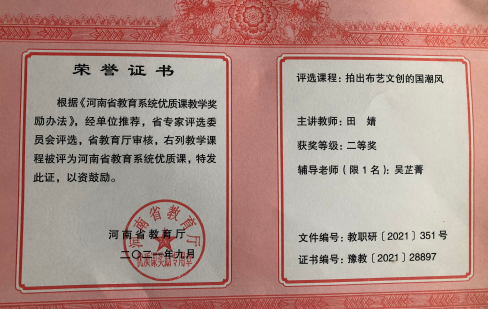 荣誉证书
根据《河南省教育系统优质课教学奖
励办法》，经单位推荐，省专家评选委
员会评选，省教育厅审核，右列教学课
程被评为河南省教育系统优质课，特发
此证，以资鼓励。
河南省教育厅
二〇二一年九月
河南省教育厅
评选课程：拍出布艺文创的国潮风
主讲教师：田 婧
获奖等级：二等奖
辅导老师（限1名）：吴芷菁
文件编号：教职研〔2021〕351号
证书编号：豫教〔2021〕28897